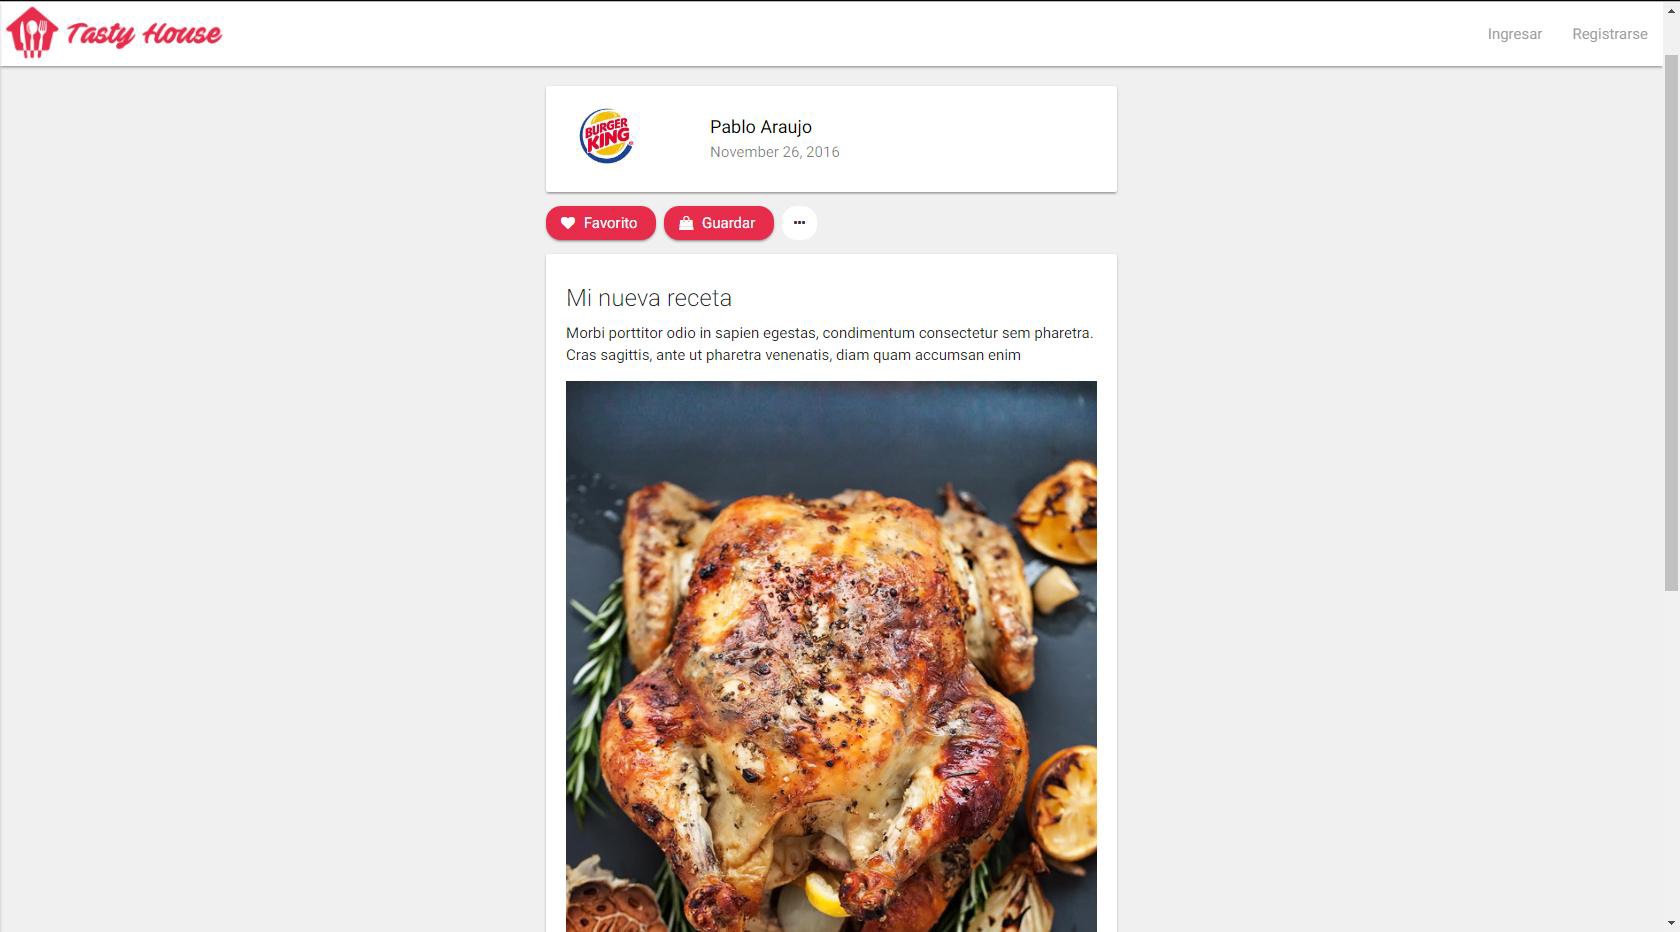 Tasty House
Ingresar
Registrarse
BURGER
KING
Pablo Araujo
November 26, 2016
Favorito
Guardar
Mi nueva receta
Morbi porttitor odio in sapien egestas, condimentum consectetur sem pharetra.
Cras sagittis, ante ut pharetra venenatis, diam quam accumsan enim